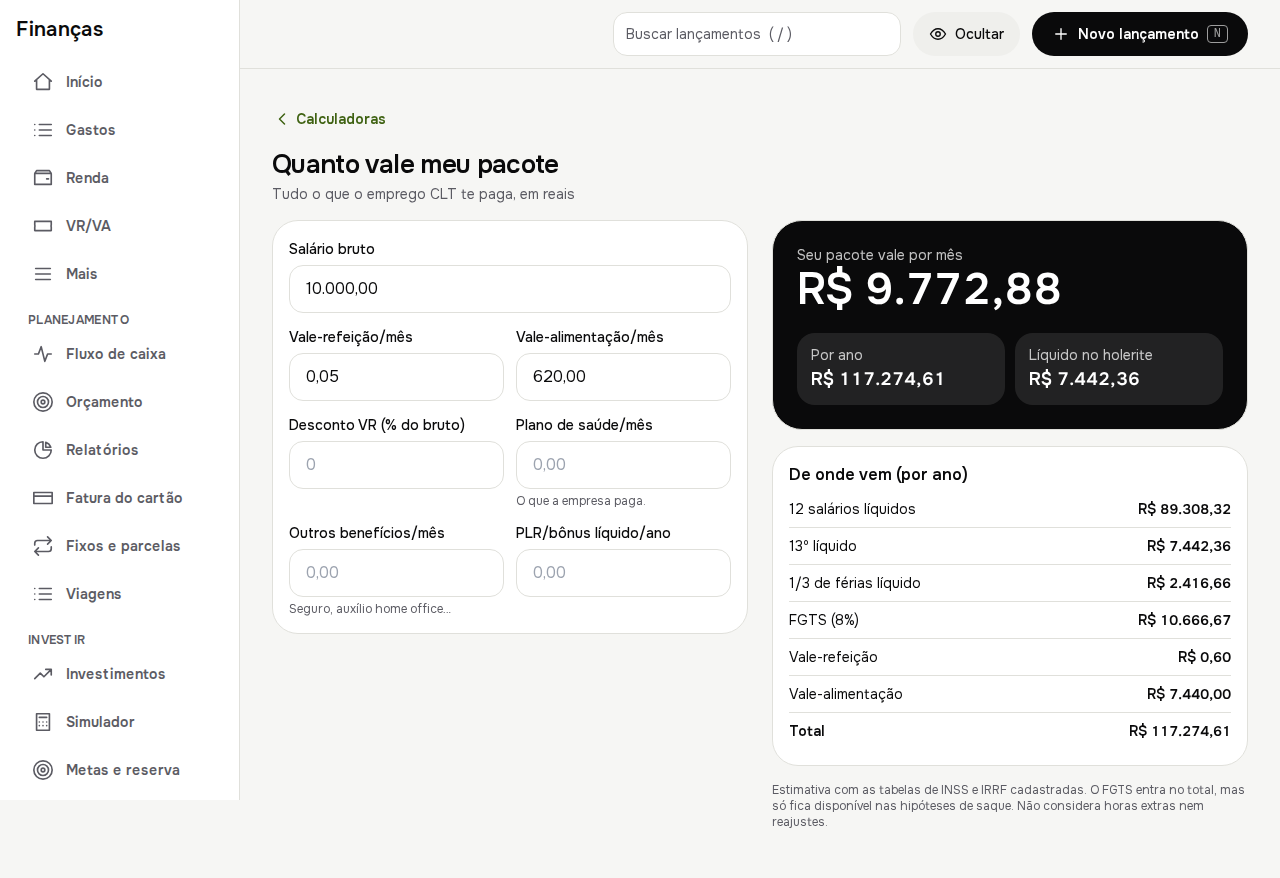 Finanças
Início
Gastos
Renda
VR/VA
Mais
PLANEJAMENTO
Fluxo de caixa
Orçamento
Relatórios
Fatura do cartão
Fixos e parcelas
Viagens
INVESTIR
Investimentos
Simulador
Metas e reserva
Buscar lançamentos ( / )
Ocultar
Novo lançamento N
Calculadoras
Quanto vale meu pacote
Tudo o que o emprego CLT te paga, em reais
Salário bruto
10.000,00
Vale-refeição/mês
0,05
Vale-alimentação/mês
620,00
Desconto VR (% do bruto)
0
Plano de saúde/mês
0,00
O que a empresa paga.
Outros benefícios/mês
0,00
Seguro, auxílio home office…
PLR/bônus líquido/ano
0,00
Seu pacote vale por mês
R$ 9.772,88
Por ano
R$ 117.274,61
Líquido no holerite
R$ 7.442,36
De onde vem (por ano)
12 salários líquidos R$ 89.308,32
13º líquido R$ 7.442,36
1/3 de férias líquido R$ 2.416,66
FGTS (8%) R$ 10.666,67
Vale-refeição R$ 0,60
Vale-alimentação R$ 7.440,00
Total R$ 117.274,61
Estimativa com as tabelas de INSS e IRRF cadastradas. O FGTS entra no total, mas
só fica disponível nas hipóteses de saque. Não considera horas extras nem
reajustes.